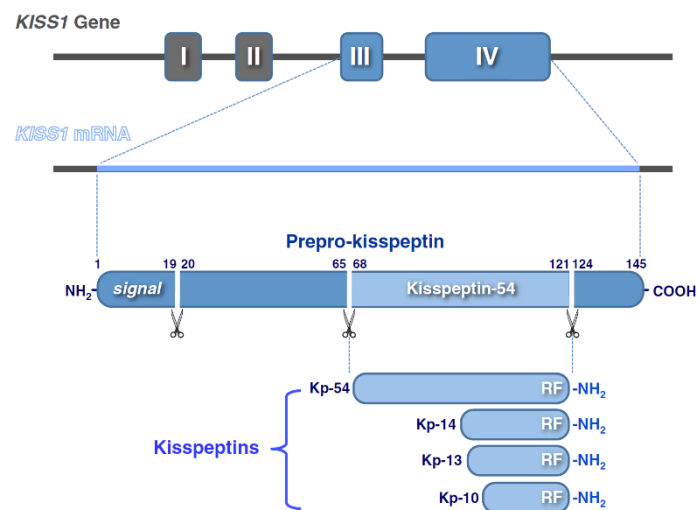 KISS1 Gene
I II III IV
KISS1 mRNA
Prepro-kisspeptin
1 19 20 65 68 121 124 145
NH2- signal Kisspeptin-54 - COOH
Kp-54 RF -NH2
Kp-14 RF -NH2
Kisspeptins
Kp-13 RF -NH2
Kp-10 RF -NH2